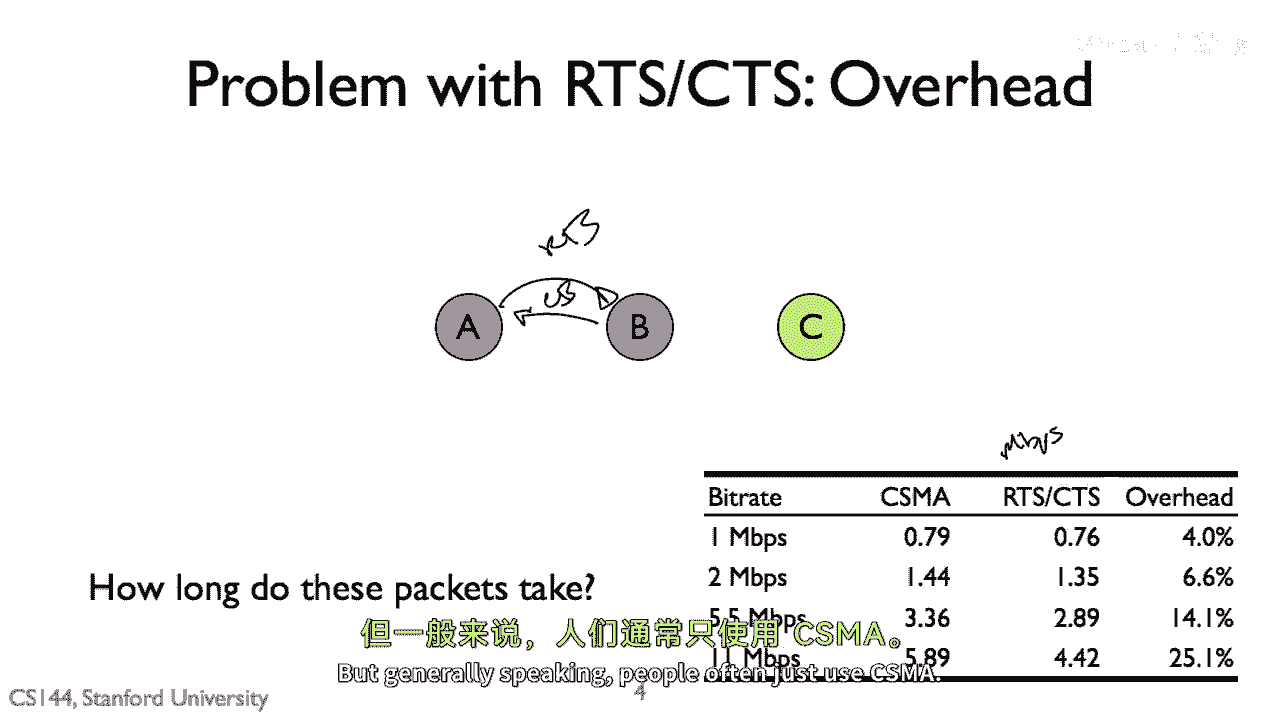 Problem with RTS/CTS: Overhead
RTS
A
B
C
Mbps
Bitrate CSMA RTS/CTS Overhead
1 Mbps 0.79 0.76 4.0%
2 Mbps 1.44 1.35 6.6%
5.5 Mbps 3.36 2.89 14.1%
11 Mbps 5.89 4.42 25.1%
How long do these packets take?
但一般来说，人们通常只使用 CSMA。
But generally speaking, people often just use CSMA.
CS144, Stanford University
4